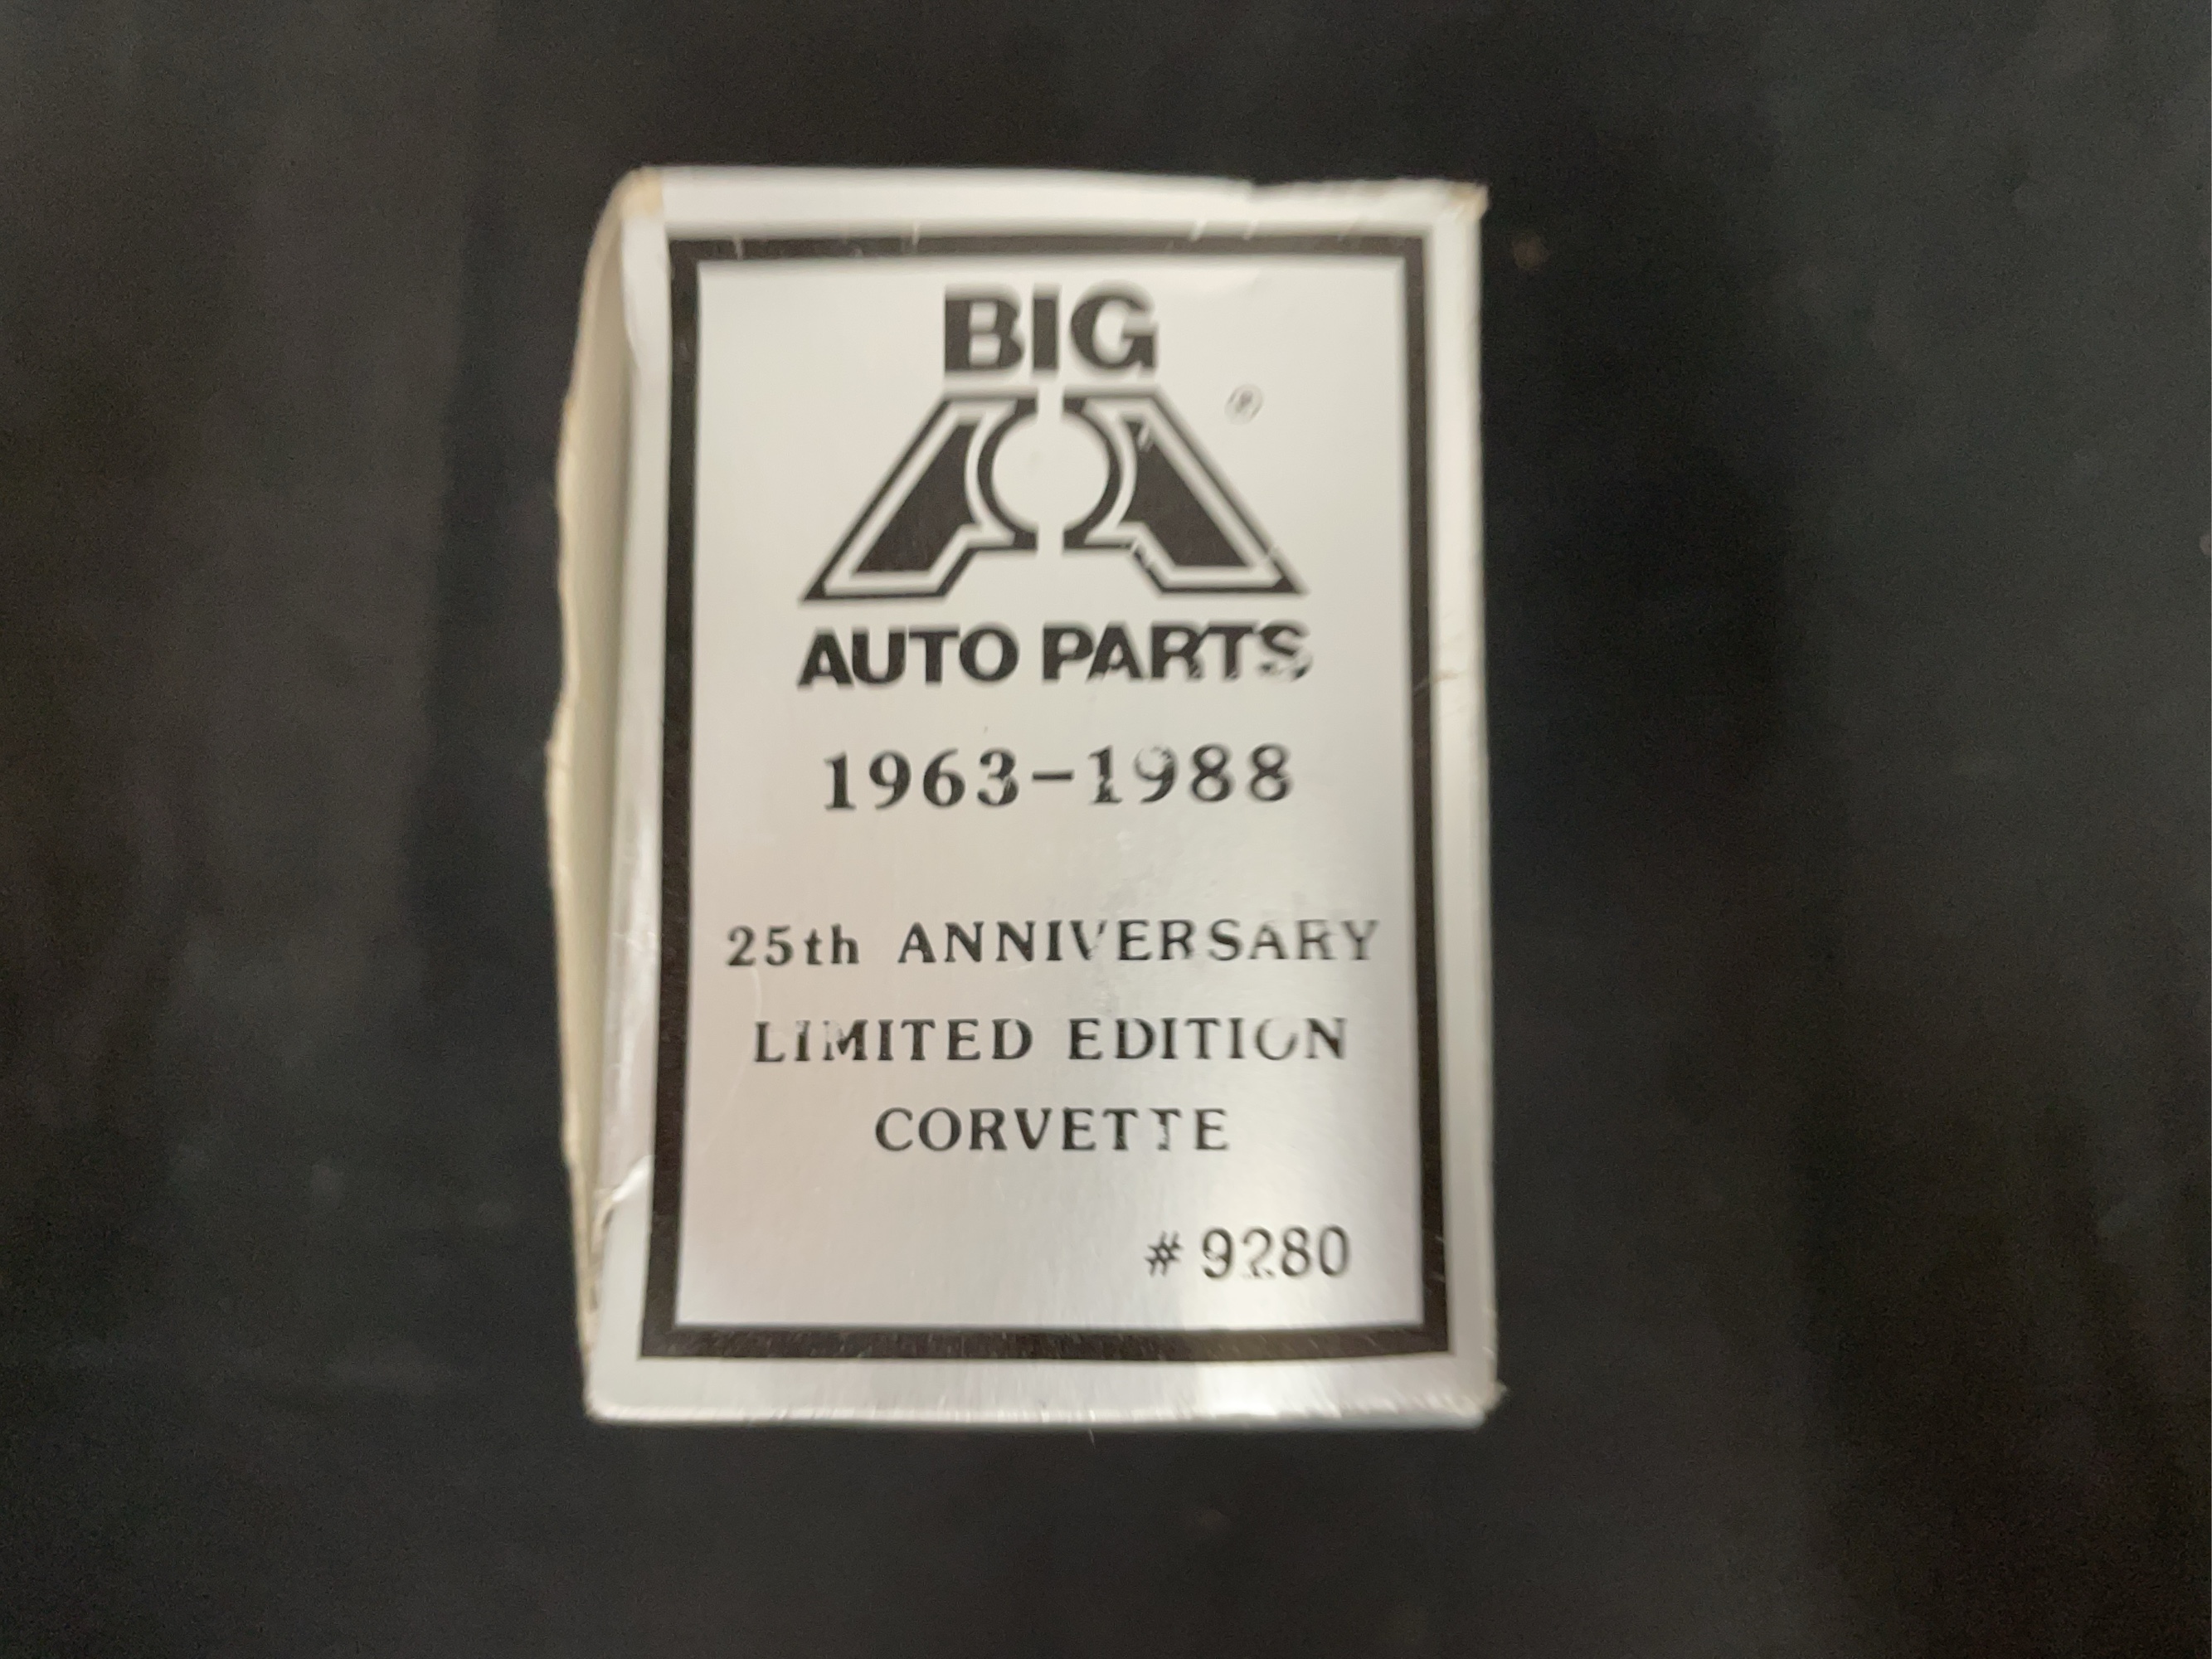 BIG
A ®
AUTO PARTS
1963-1988
25th ANNIVERSARY
LIMITED EDITION
CORVETTE
# 9280